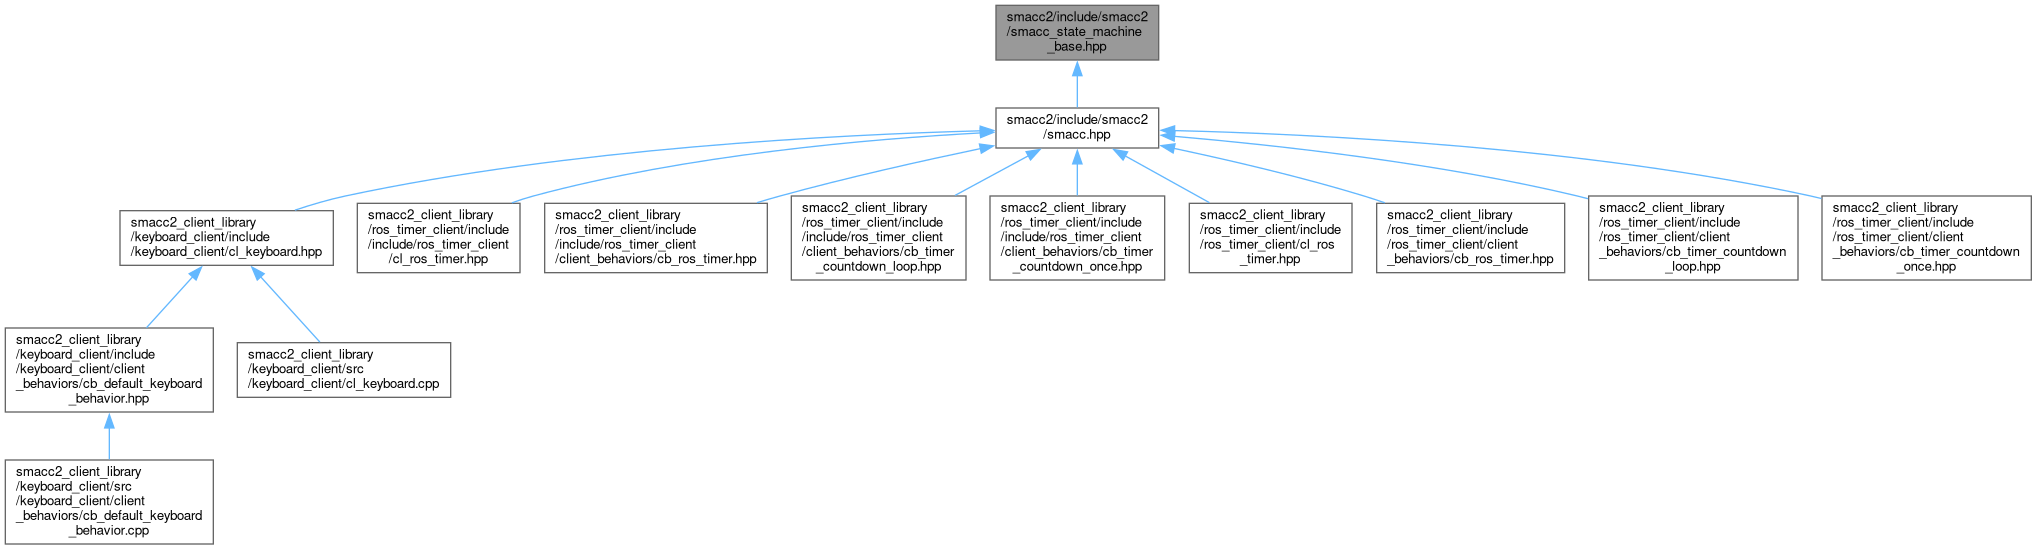 smacc2/include/smacc2
/smacc_state_machine
_base.hpp
smacc2/include/smacc2
/smacc.hpp
smacc2_client_library
/keyboard_client/include
/keyboard_client/cl_keyboard.hpp
smacc2_client_library
/ros_timer_client/include
/include/ros_timer_client
/cl_ros_timer.hpp
smacc2_client_library
/ros_timer_client/include
/include/ros_timer_client
/client_behaviors/cb_ros_timer.hpp
smacc2_client_library
/ros_timer_client/include
/include/ros_timer_client
/client_behaviors/cb_timer
_countdown_loop.hpp
smacc2_client_library
/ros_timer_client/include
/include/ros_timer_client
/client_behaviors/cb_timer
_countdown_once.hpp
smacc2_client_library
/ros_timer_client/include
/ros_timer_client/cl_ros
_timer.hpp
smacc2_client_library
/ros_timer_client/include
/ros_timer_client/client
_behaviors/cb_ros_timer.hpp
smacc2_client_library
/ros_timer_client/include
/ros_timer_client/client
_behaviors/cb_timer_countdown
_loop.hpp
smacc2_client_library
/ros_timer_client/include
/ros_timer_client/client
_behaviors/cb_timer_countdown
_once.hpp
smacc2_client_library
/keyboard_client/include
/keyboard_client/client
_behaviors/cb_default_keyboard
_behavior.hpp
smacc2_client_library
/keyboard_client/src
/keyboard_client/cl_keyboard.cpp
smacc2_client_library
/keyboard_client/src
/keyboard_client/client
_behaviors/cb_default_keyboard
_behavior.cpp